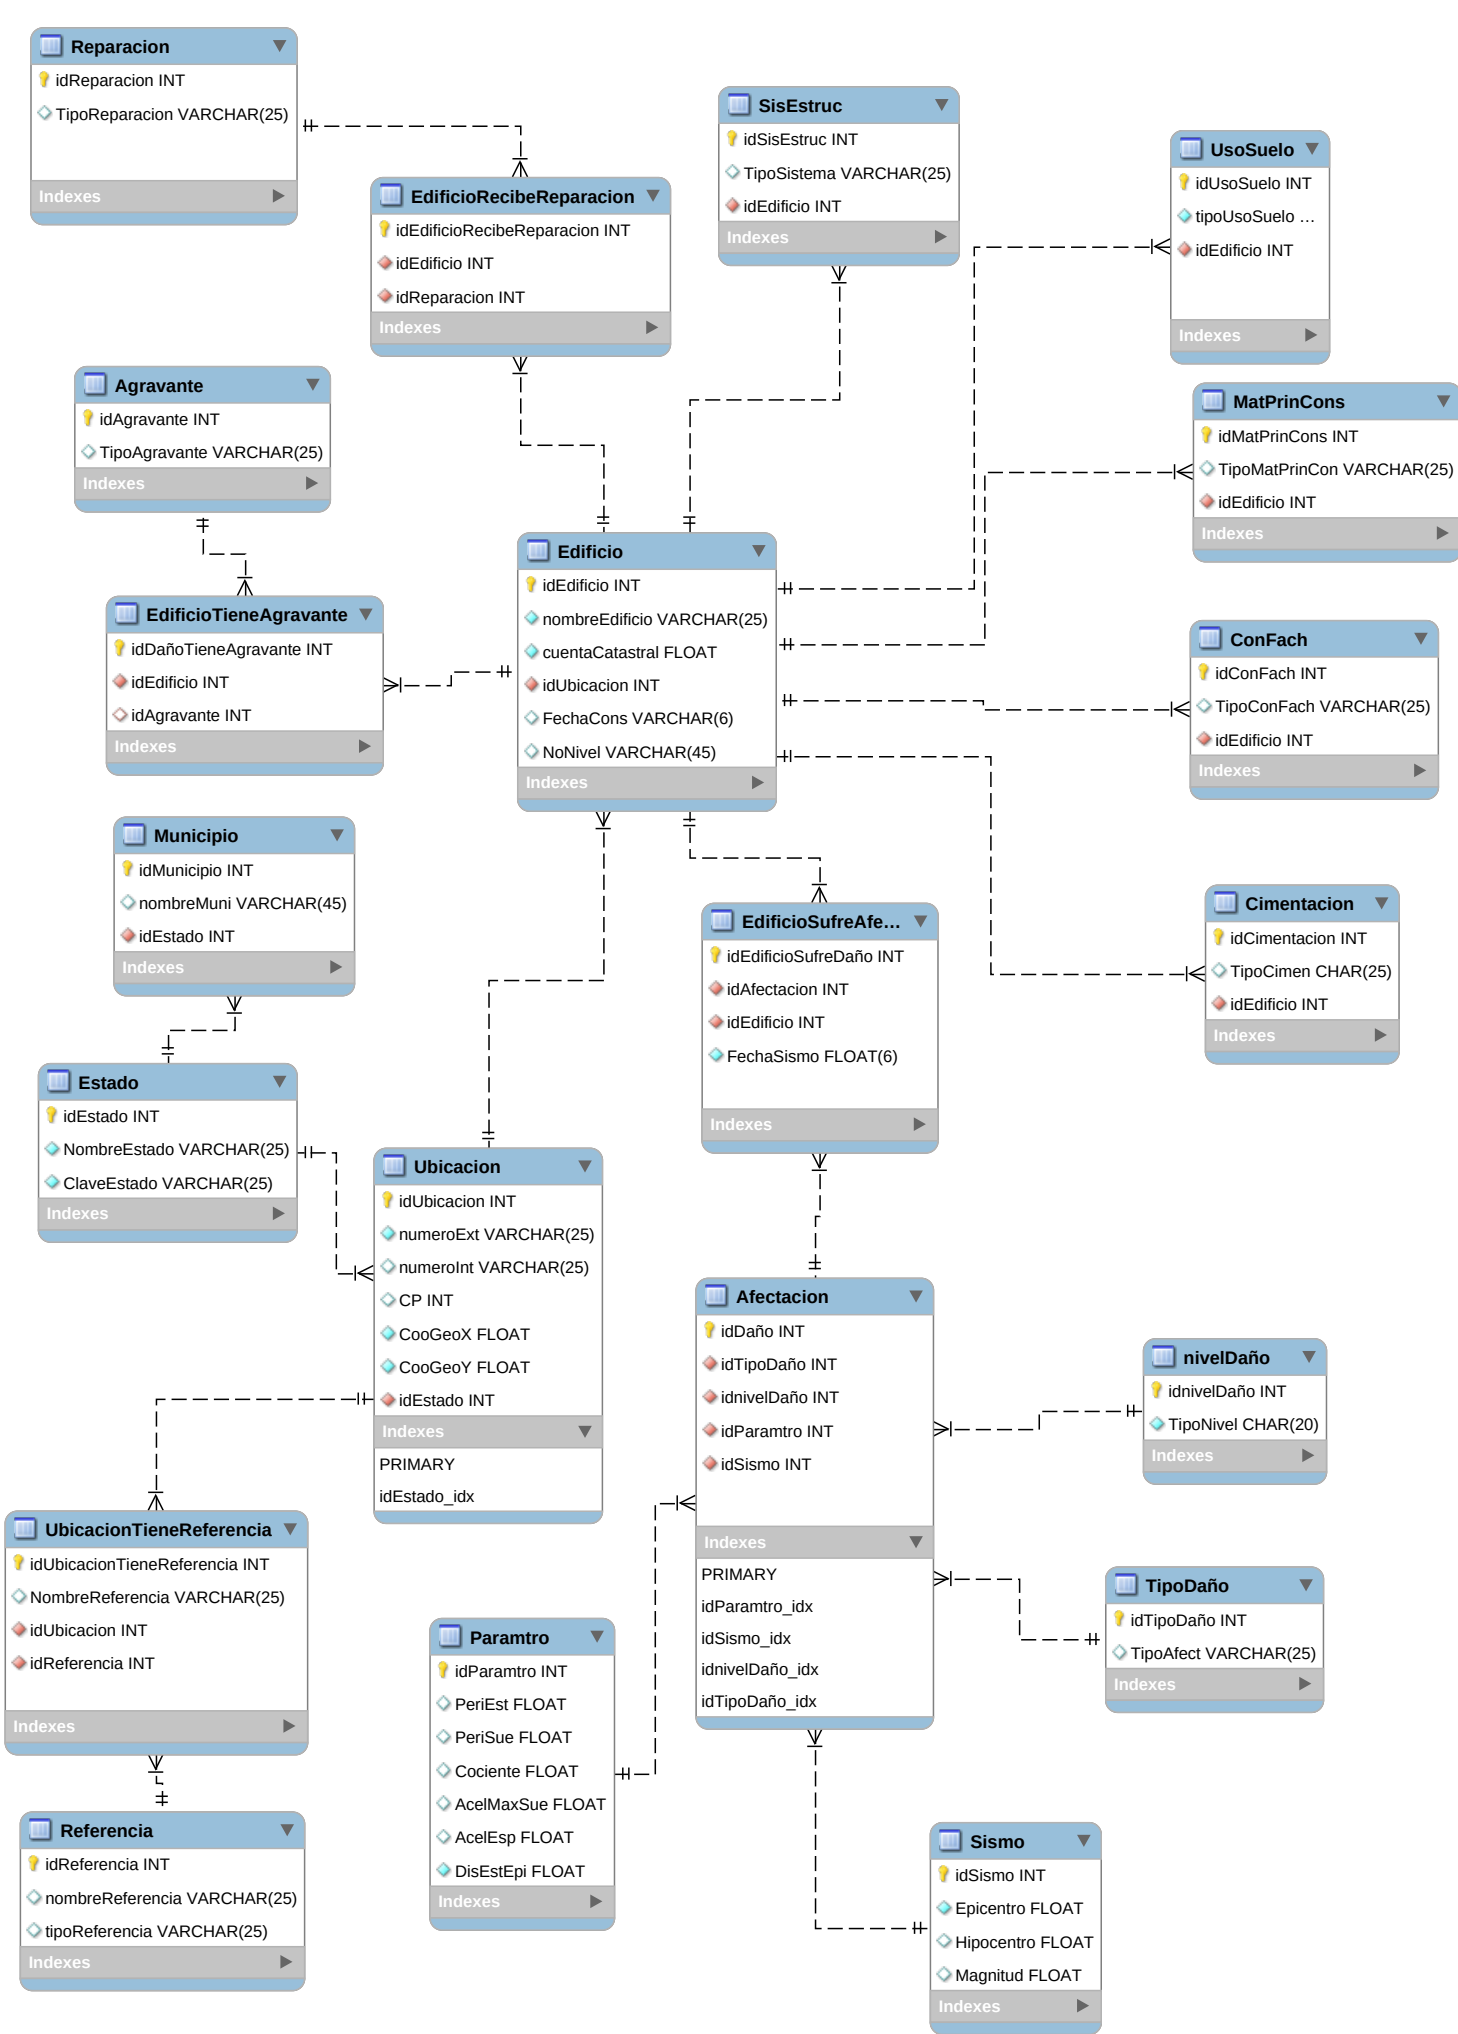 Reparacion
idReparacion INT
TipoReparacion VARCHAR(25)
Indexes
EdificioRecibeReparacion
idEdificioRecibeReparacion INT
idEdificio INT
idReparacion INT
Indexes
SisEstruc
idSisEstruc INT
TipoSistema VARCHAR(25)
idEdificio INT
Indexes
UsoSuelo
idUsoSuelo INT
tipoUsoSuelo ...
idEdificio INT
Indexes
Agravante
idAgravante INT
TipoAgravante VARCHAR(25)
Indexes
MatPrinCons
idMatPrinCons INT
TipoMatPrinCon VARCHAR(25)
idEdificio INT
Indexes
Edificio
idEdificio INT
nombreEdificio VARCHAR(25)
cuentaCatastral FLOAT
idUbicacion INT
FechaCons VARCHAR(6)
NoNivel VARCHAR(45)
Indexes
EdificioTieneAgravante
idDañoTieneAgravante INT
idEdificio INT
idAgravante INT
Indexes
ConFach
idConFach INT
TipoConFach VARCHAR(25)
idEdificio INT
Indexes
Municipio
idMunicipio INT
nombreMuni VARCHAR(45)
idEstado INT
Indexes
EdificioSufreAfe...
idEdificioSufreDaño INT
idAfectacion INT
idEdificio INT
FechaSismo FLOAT(6)
Indexes
Cimentacion
idCimentacion INT
TipoCimen CHAR(25)
idEdificio INT
Indexes
Estado
idEstado INT
NombreEstado VARCHAR(25)
ClaveEstado VARCHAR(25)
Indexes
Ubicacion
idUbicacion INT
numeroExt VARCHAR(25)
numeroInt VARCHAR(25)
CP INT
CooGeoX FLOAT
CooGeoY FLOAT
idEstado INT
Indexes
PRIMARY
idEstado_idx
Afectacion
idDaño INT
idTipoDaño INT
idnivelDaño INT
idParamtro INT
idSismo INT
Indexes
PRIMARY
idParamtro_idx
idSismo_idx
idnivelDaño_idx
idTipoDaño_idx
nivelDaño
idnivelDaño INT
TipoNivel CHAR(20)
Indexes
UbicacionTieneReferencia
idUbicacionTieneReferencia INT
NombreReferencia VARCHAR(25)
idUbicacion INT
idReferencia INT
Indexes
TipoDaño
idTipoDaño INT
TipoAfect VARCHAR(25)
Indexes
Paramtro
idParamtro INT
PeriEst FLOAT
PeriSue FLOAT
Cociente FLOAT
AcelMaxSue FLOAT
AcelEsp FLOAT
DisEstEpi FLOAT
Indexes
Referencia
idReferencia INT
nombreReferencia VARCHAR(25)
tipoReferencia VARCHAR(25)
Indexes
Sismo
idSismo INT
Epicentro FLOAT
Hipocentro FLOAT
Magnitud FLOAT
Indexes